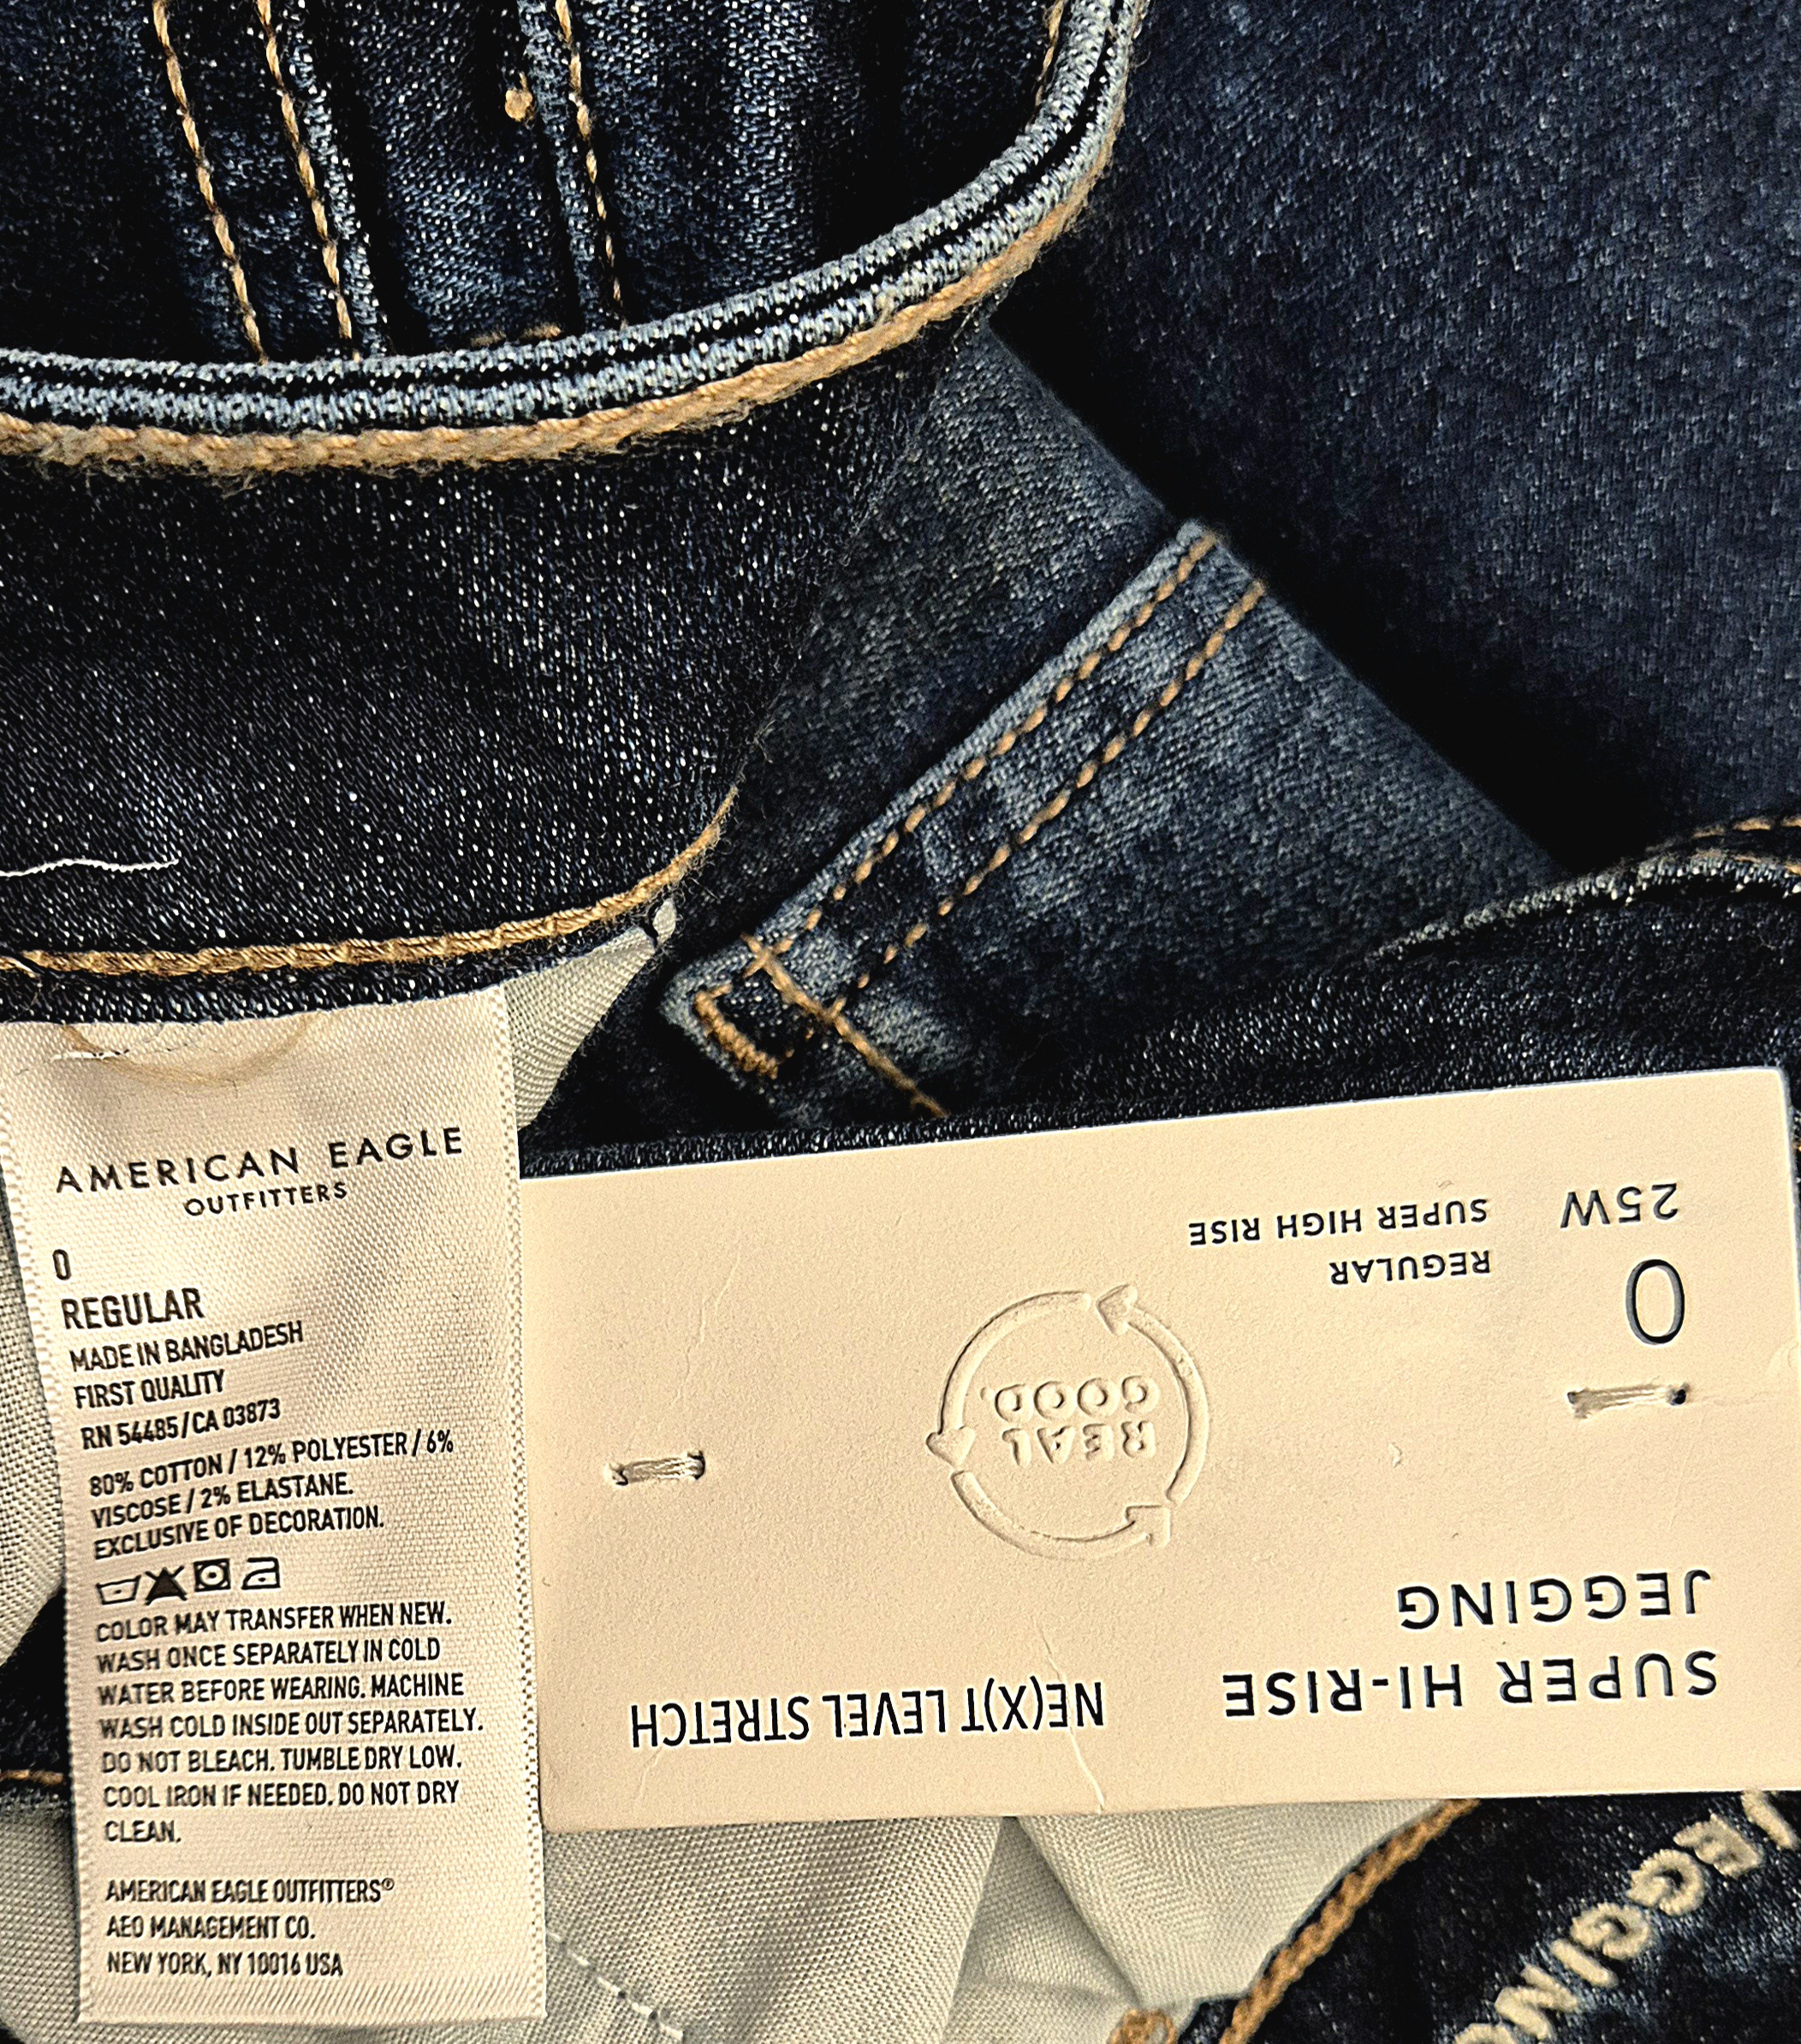 AMERICAN EAGLE
OUTFITTERS
0
REGULAR
MADE IN BANGLADESH
FIRST QUALITY
RN 54485/CA 03873
80% COTTON / 12% POLYESTER / 6%
VISCOSE / 2% ELASTANE.
EXCLUSIVE OF DECORATION.
COLOR MAY TRANSFER WHEN NEW.
WASH ONCE SEPARATELY IN COLD
WATER BEFORE WEARING. MACHINE
WASH COLD INSIDE OUT SEPARATELY.
DO NOT BLEACH. TUMBLE DRY LOW.
COOL IRON IF NEEDED. DO NOT DRY
CLEAN.
AMERICAN EAGLE OUTFITTERS®
AEO MANAGEMENT CO.
NEW YORK, NY 10016 USA
SUPER HI-RISE
JEGGING
NE(X)T LEVEL STRETCH
REAL
GOOD.
0
25W
REGULAR
SUPER HIGH RISE
JEGGING